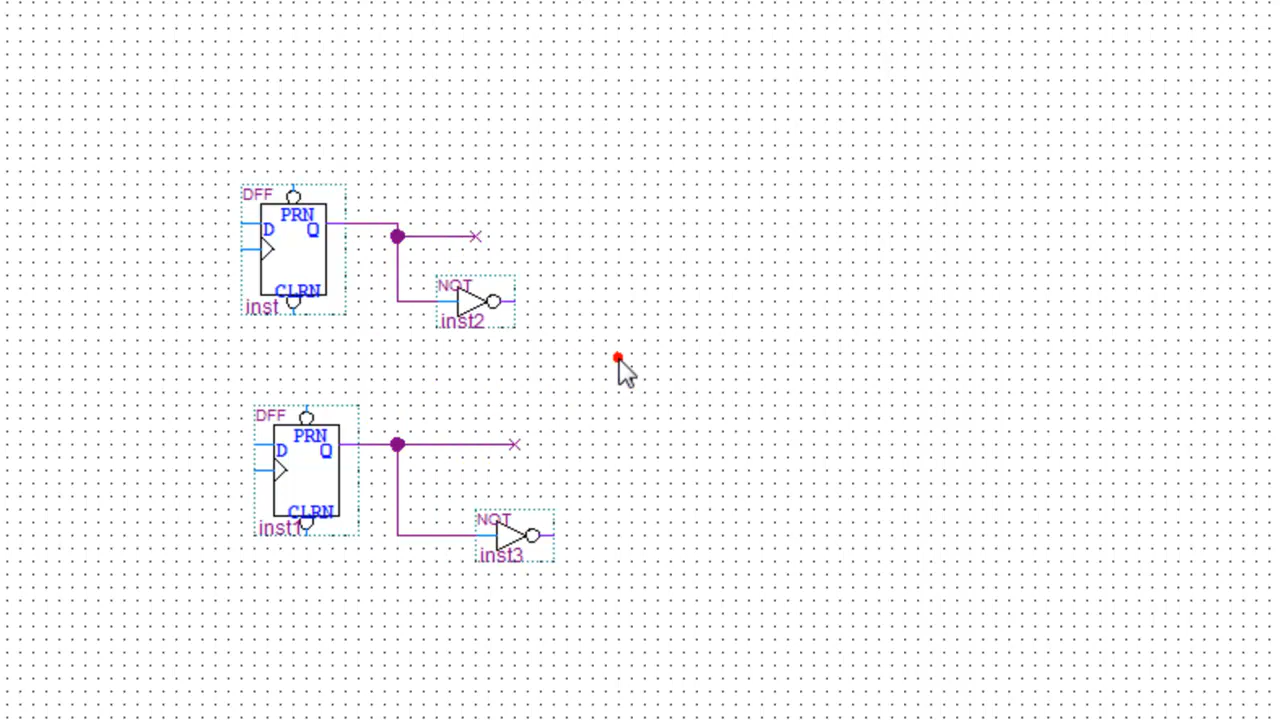 DFF
PRN
D
Q
CLRN
inst
NOT
inst2
DFF
PRN
D
Q
CLRN
inst1
NOT
inst3